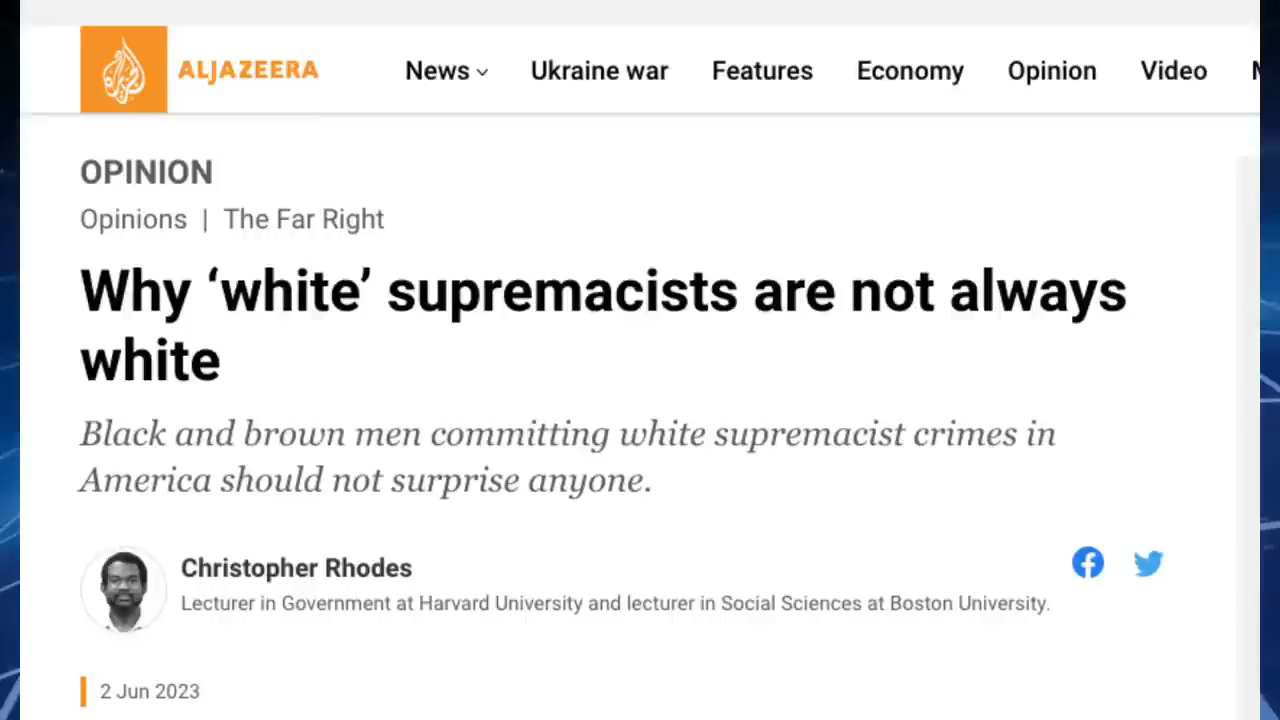 ALJAZEERA News Ukraine war Features Economy Opinion Video
OPINION
Opinions | The Far Right
Why ‘white’ supremacists are not always
white
Black and brown men committing white supremacist crimes in
America should not surprise anyone.
Christopher Rhodes
Lecturer in Government at Harvard University and lecturer in Social Sciences at Boston University.
2 Jun 2023